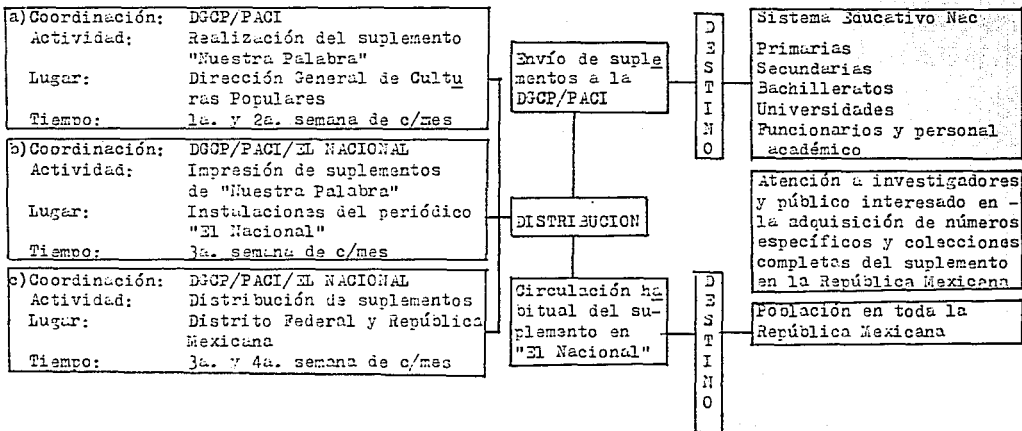 a)Coordinación: DGCP/PACI
Actividad: Realización del suplemento
"Nuestra Palabra"
Lugar: Dirección General de Cultu
ras Populares
Tiempo: 1a. y 2a. semana de c/mes
b)Coordinación: DGCP/PACI/EL NACIONAL
Actividad: Impresión de suplementos
de "Nuestra Palabra"
Lugar: Instalaciones del periódico
"El Nacional"
Tiempo: 3a. semana de c/mes
c)Coordinación: DGCP/PACI/EL NACIONAL
Actividad: Distribución de suplementos
Lugar: Distrito Federal y República
Mexicana
Tiempo: 3a. y 4a. semana de c/mes
Envío de suple
mentos a la
DGCP/PACI
DISTRIBUCION
Circulación ha
bitual del su-
plemento en
"El Nacional"
D
E
S
T
I
N
O
Sistema Educativo Nac
Primarias
Secundarias
Bachilleratos
Universidades
Funcionarios y personal
académico
Atención a investigadores
y público interesado en -
la adquisición de números
específicos y colecciones
completas del suplemento
en la República Mexicana
D
E
S
T
I
N
O
Población en toda la
República Mexicana